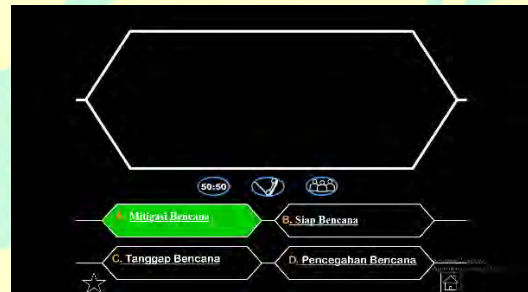 50:50
A. Mitigasi Bencana
B. Siap Bencana
C. Tanggap Bencana
D. Pencegahan Bencana